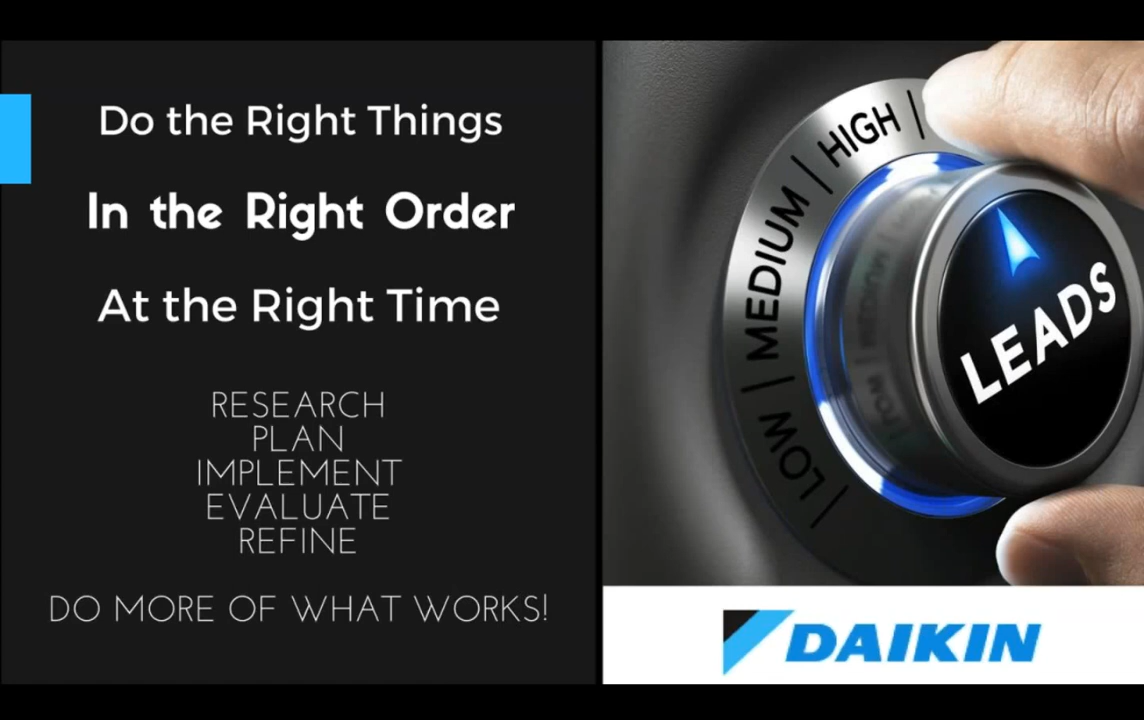 Do the Right Things
In the Right Order
At the Right Time
RESEARCH
PLAN
IMPLEMENT
EVALUATE
REFINE
DO MORE OF WHAT WORKS!
| LOW | MEDIUM | HIGH |
LEADS
DAIKIN